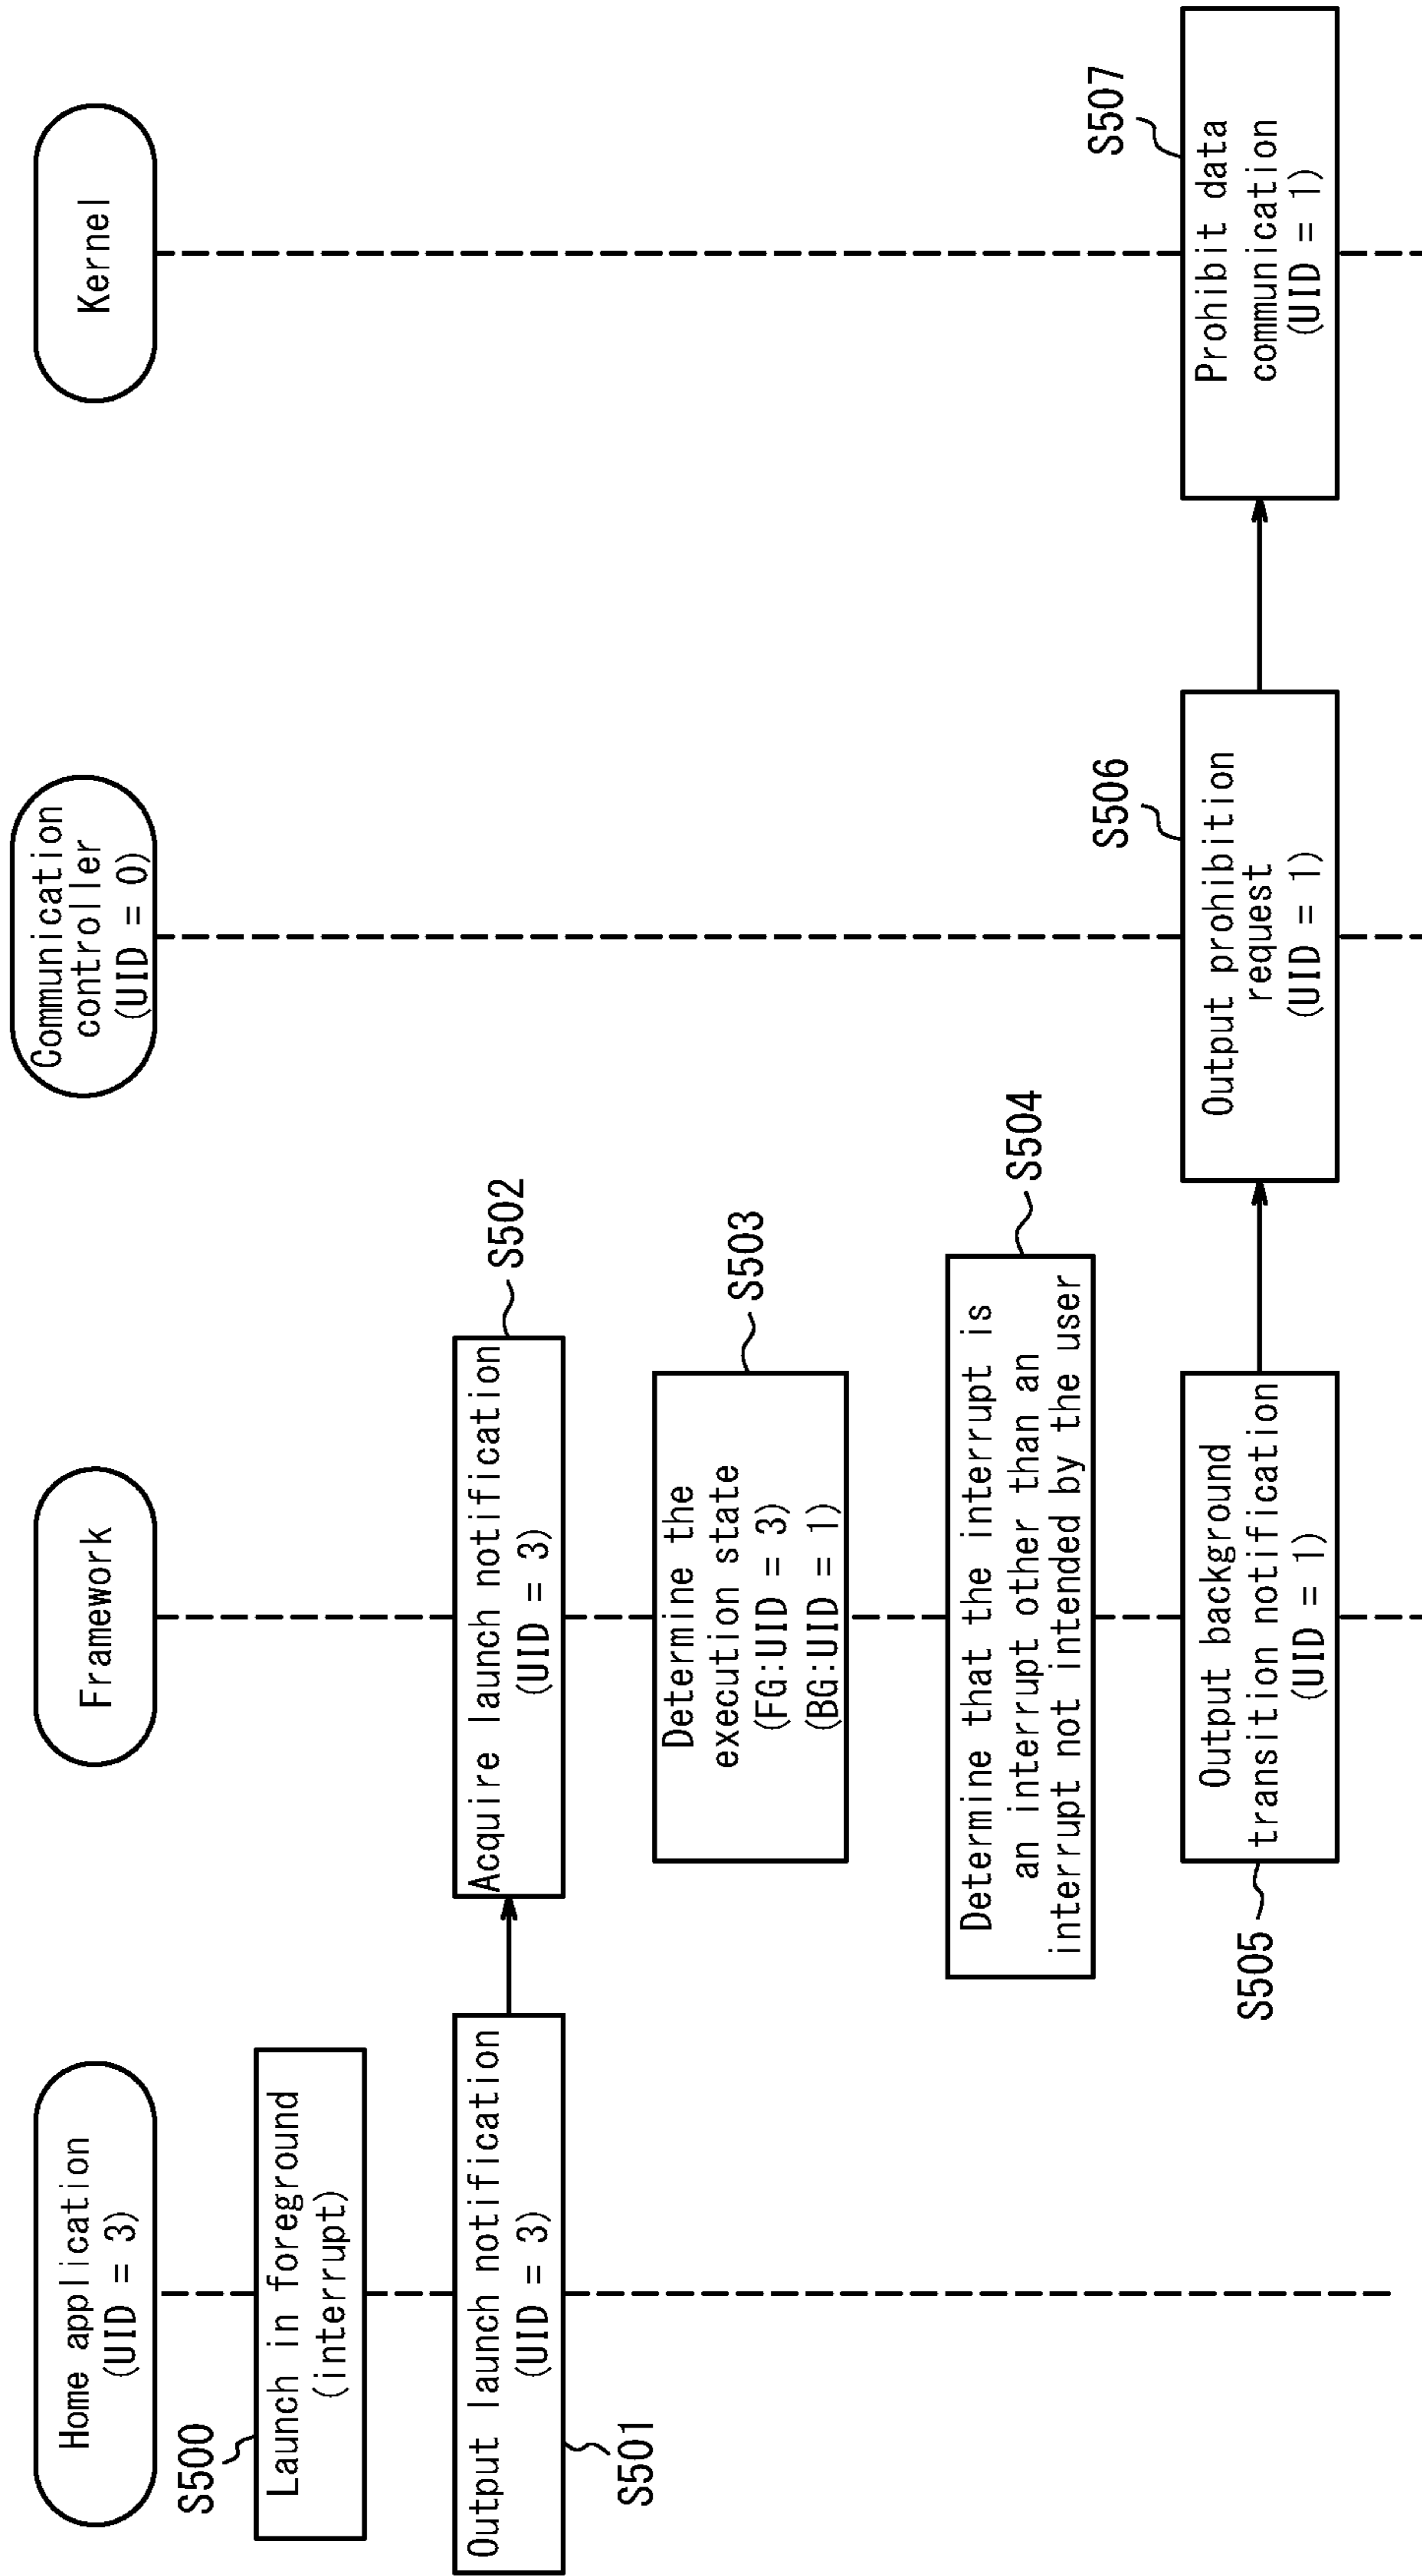 Home application
(UID = 3)
Framework
Communication
controller
(UID = 0)
Kernel
S500
Launch in foreground
(interrupt)
Output launch notification
(UID = 3)
S501
Acquire launch notification
(UID = 3)
S502
Determine the
execution state
(FG:UID = 3)
(BG:UID = 1)
S503
Determine that the interrupt is
an interrupt other than an
interrupt not intended by the user
S504
Output background
transition notification
(UID = 1)
S505
Output prohibition
request
(UID = 1)
S506
Prohibit data
communication
(UID = 1)
S507